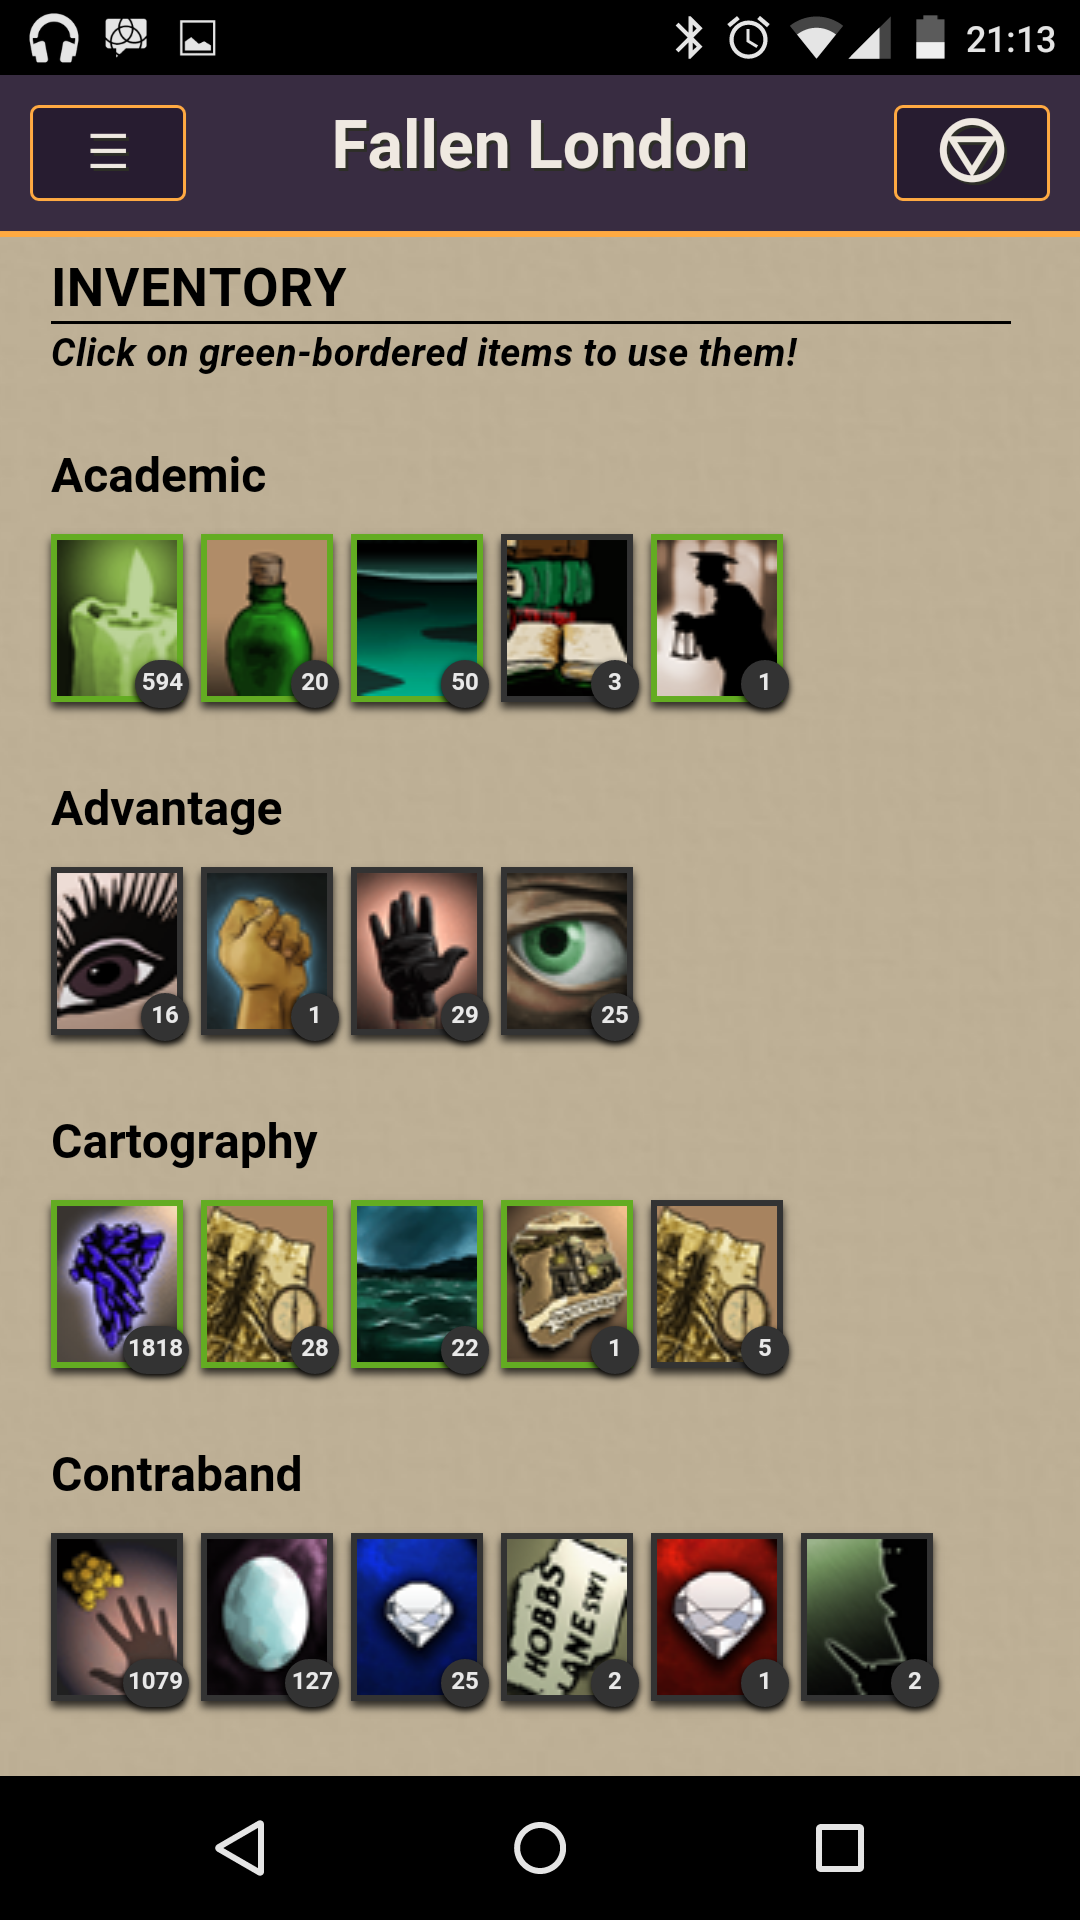 21:13
Fallen London
INVENTORY
Click on green-bordered items to use them!
Academic
594 20 50 3 1
Advantage
16 1 29 25
Cartography
1818 28 22 1 5
Contraband
HOBBS
LANE SW1
1079 127 25 2 1 2